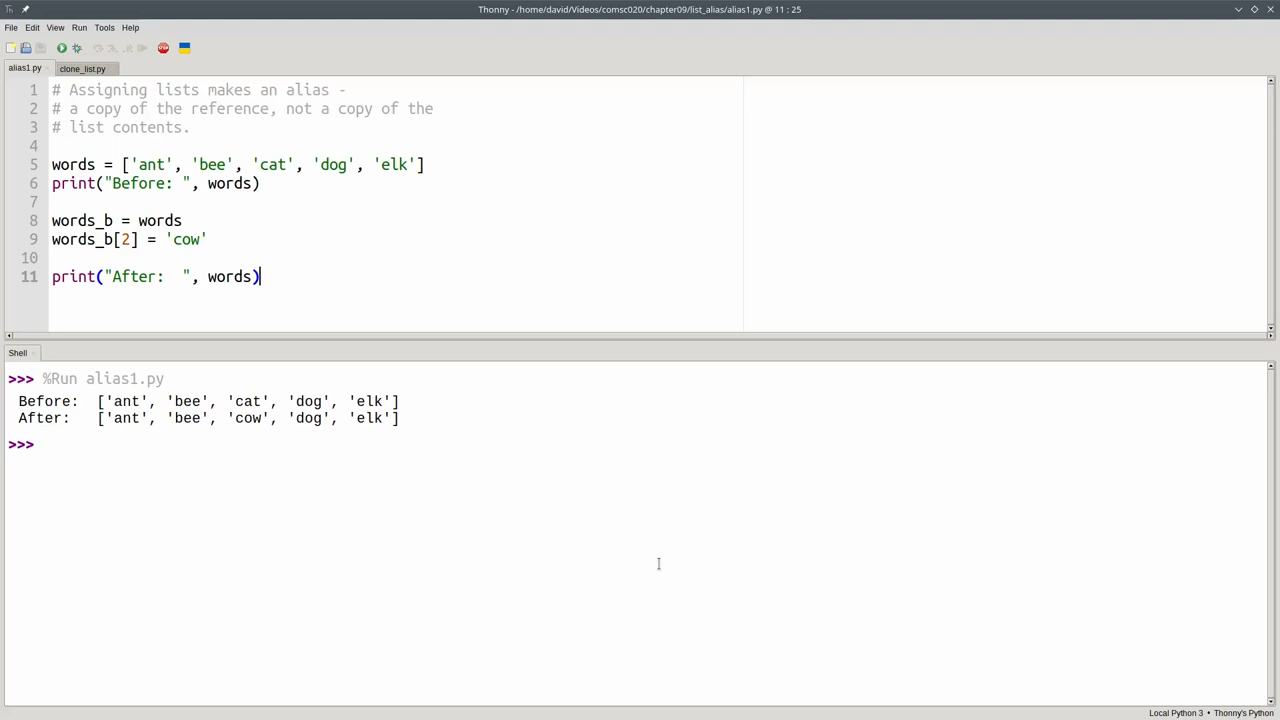 Thonny - /home/david/Videos/comsc020/chapter09/list_alias/alias1.py @ 11 : 25
File Edit View Run Tools Help
STOP
alias1.py clone_list.py
1 # Assigning lists makes an alias -
2 # a copy of the reference, not a copy of the
3 # list contents.
4
5 words = ['ant', 'bee', 'cat', 'dog', 'elk']
6 print("Before: ", words)
7
8 words_b = words
9 words_b[2] = 'cow'
10
11 print("After:  ", words)
Shell
>>> %Run alias1.py
Before:  ['ant', 'bee', 'cat', 'dog', 'elk']
After:   ['ant', 'bee', 'cow', 'dog', 'elk']
>>>
Local Python 3 • Thonny's Python